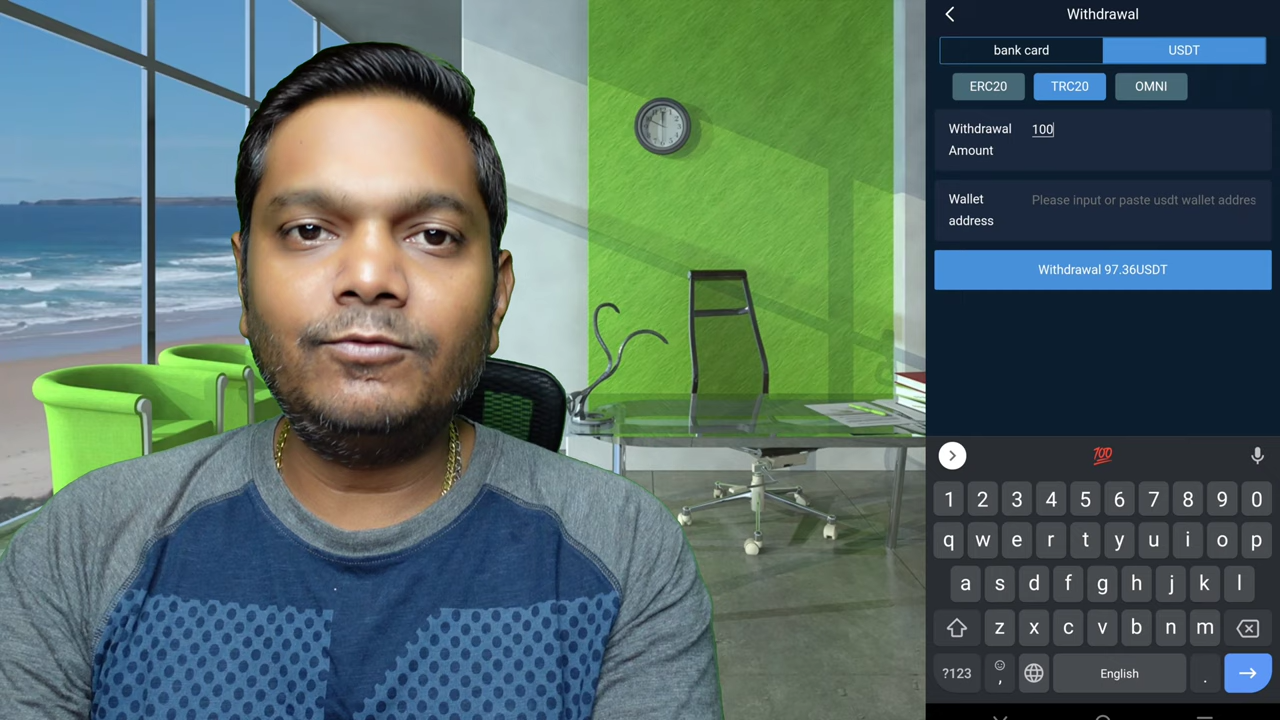 Withdrawal
bank card
USDT
ERC20
TRC20
OMNI
Withdrawal
Amount
100
Wallet
address
Please input or paste usdt wallet addres
Withdrawal 97.36USDT
💯
1 2 3 4 5 6 7 8 9 0
q w e r t y u i o p
a s d f g h j k l
z x c v b n m
?123
,
English
.